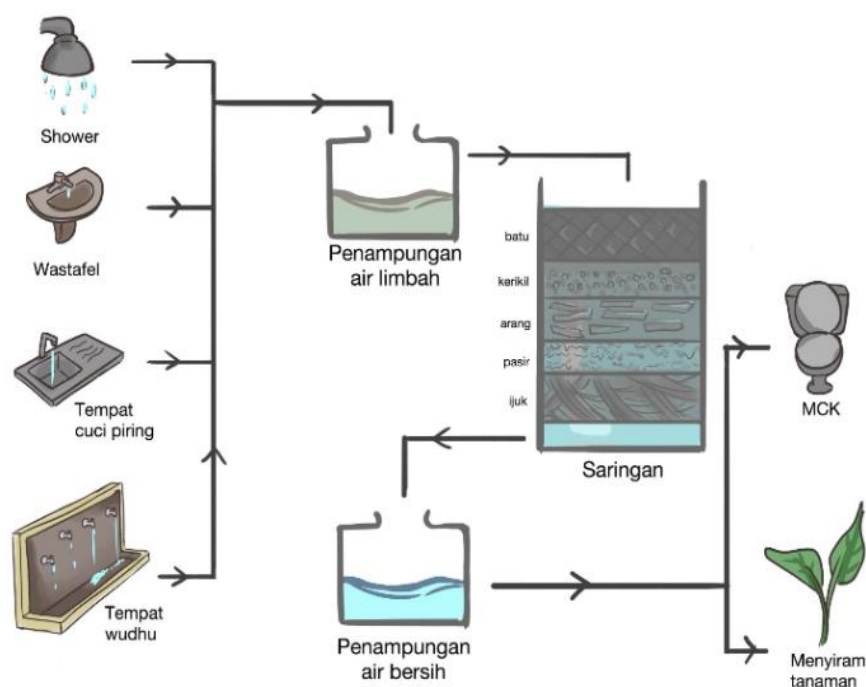 Shower
Wastafel
Tempat
cuci piring
Tempat
wudhu
Penampungan
air limbah
batu
kerikil
arang
pasir
ijuk
Saringan
Penampungan
air bersih
MCK
Menyiram
tanaman